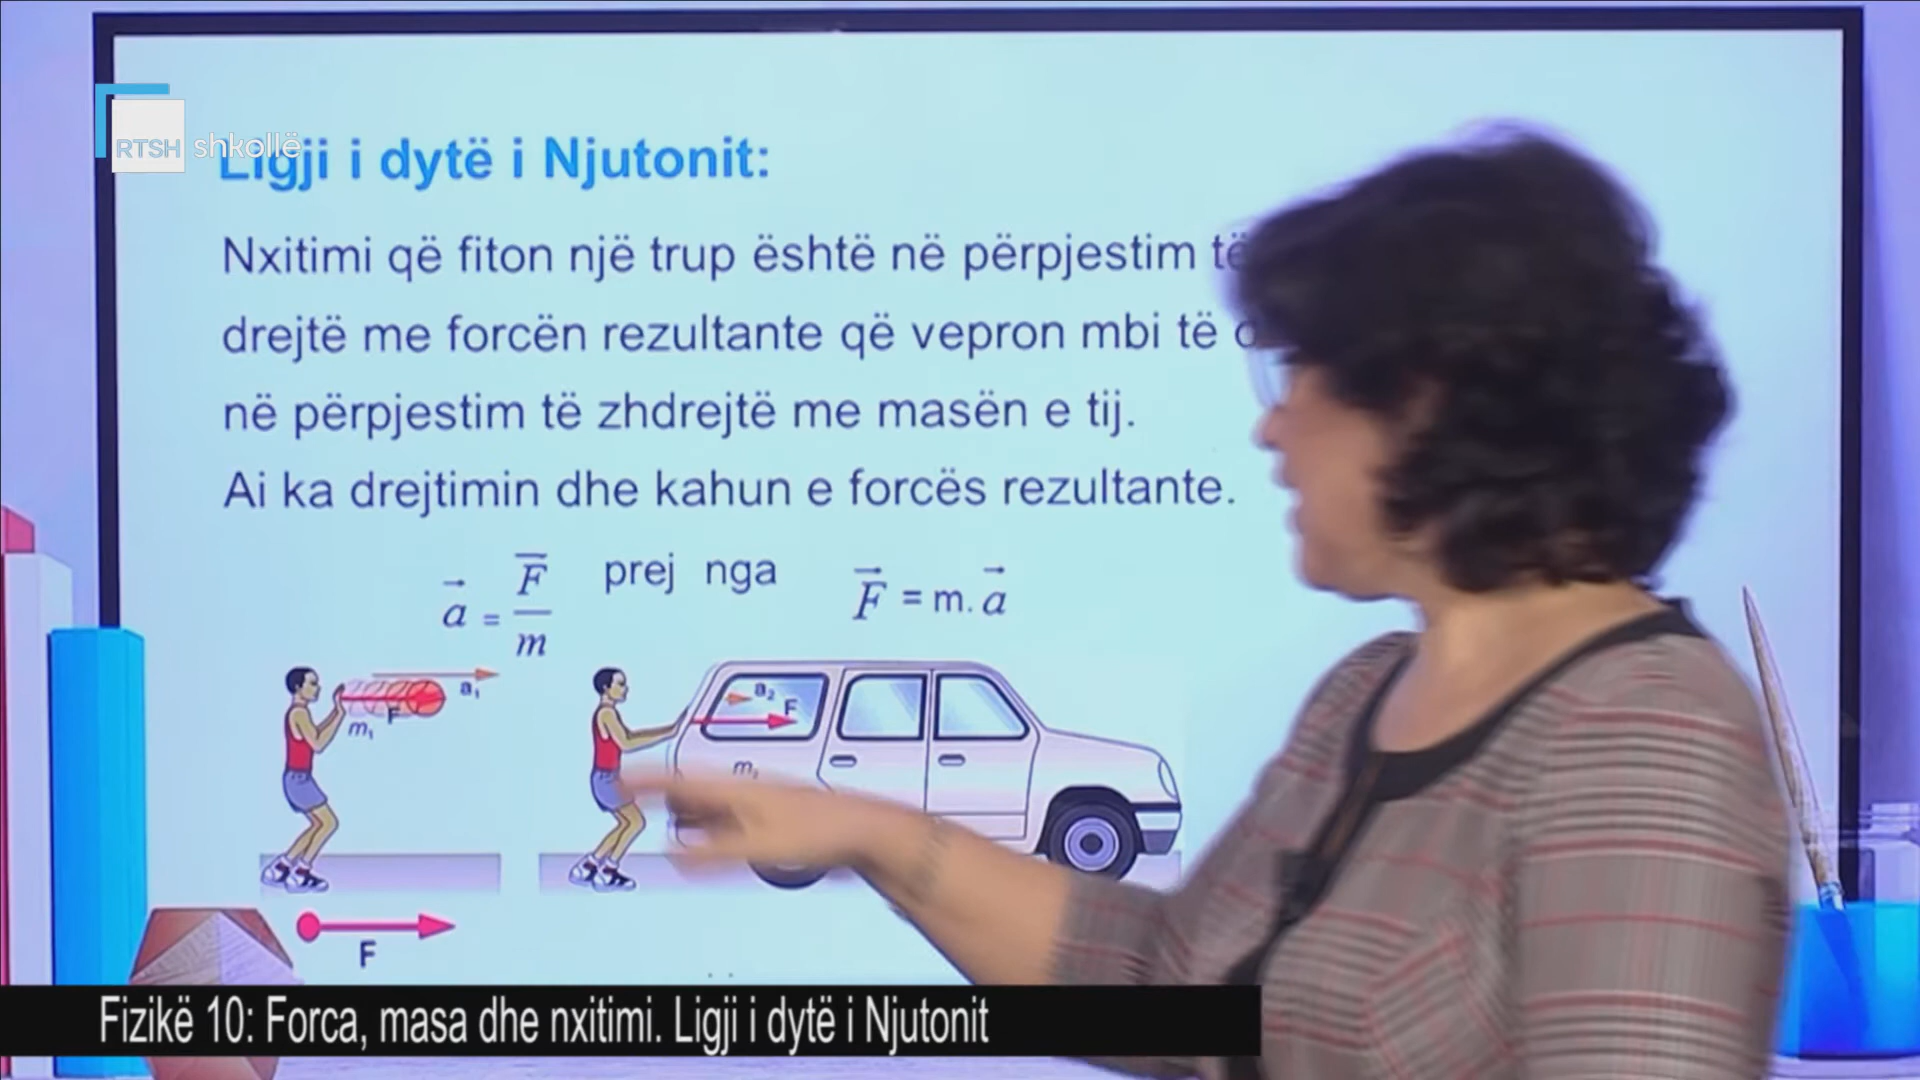 RTSH shkollë
Ligji i dytë i Njutonit:
Nxitimi që fiton një trup është në përpjestim të
drejtë me forcën rezultante që vepron mbi të
në përpjestim të zhdrejtë me masën e tij.
Ai ka drejtimin dhe kahun e forcës rezultante.
a = F/m prej nga F = m. a
a₁
F
m₁
a₂
F
m₂
F
Fizikë 10: Forca, masa dhe nxitimi. Ligji i dytë i Njutonit